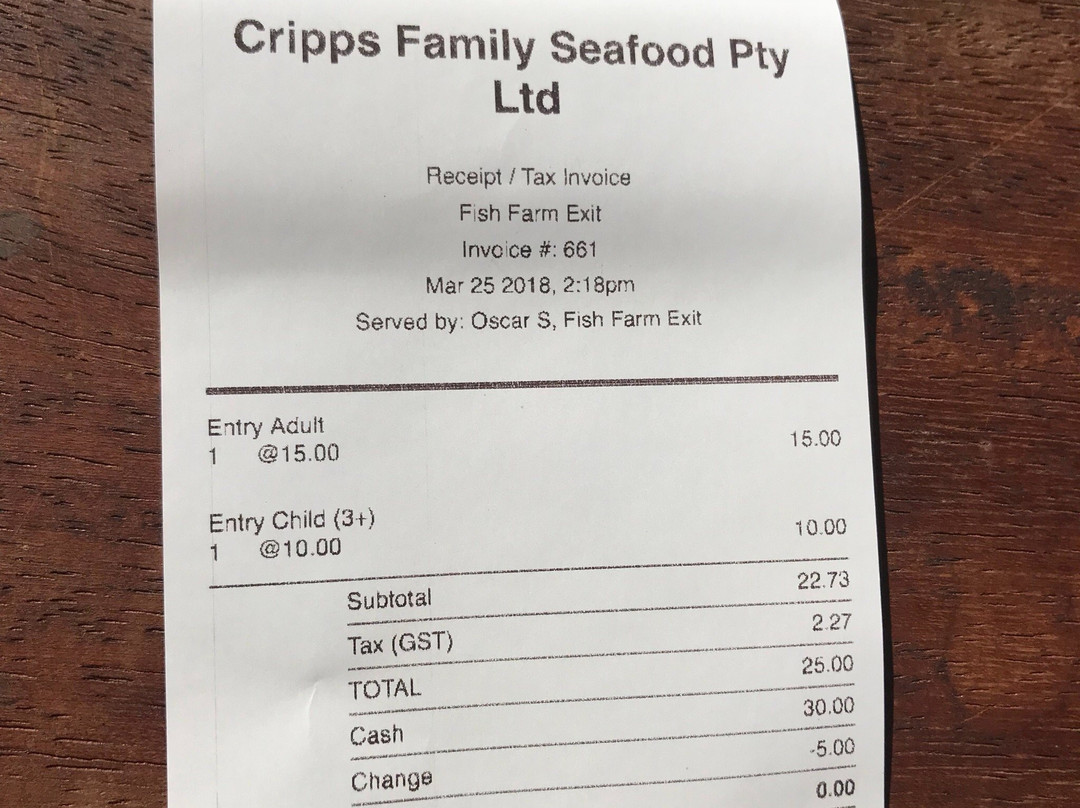 Cripps Family Seafood Pty
Ltd
Receipt / Tax Invoice
Fish Farm Exit
Invoice #: 661
Mar 25 2018, 2:18pm
Served by: Oscar S, Fish Farm Exit
Entry Adult
1 @15.00 15.00
Entry Child (3+)
1 @10.00 10.00
Subtotal 22.73
Tax (GST) 2.27
TOTAL 25.00
Cash 30.00
Change -5.00
0.00